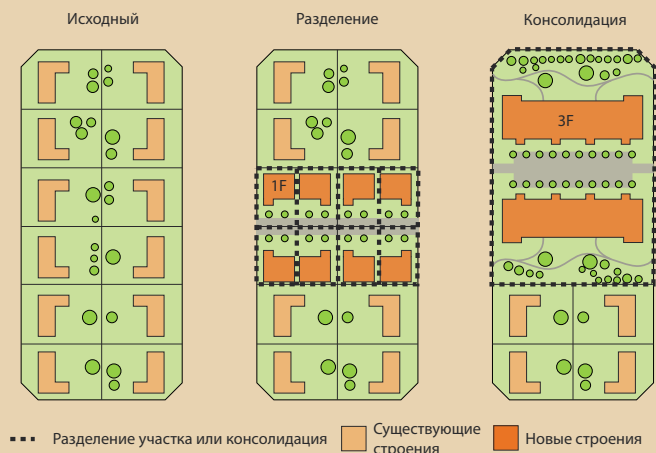 Исходный
Разделение
Консолидация
1F
3F
Разделение участка или консолидация
Существующие
строения
Новые строения